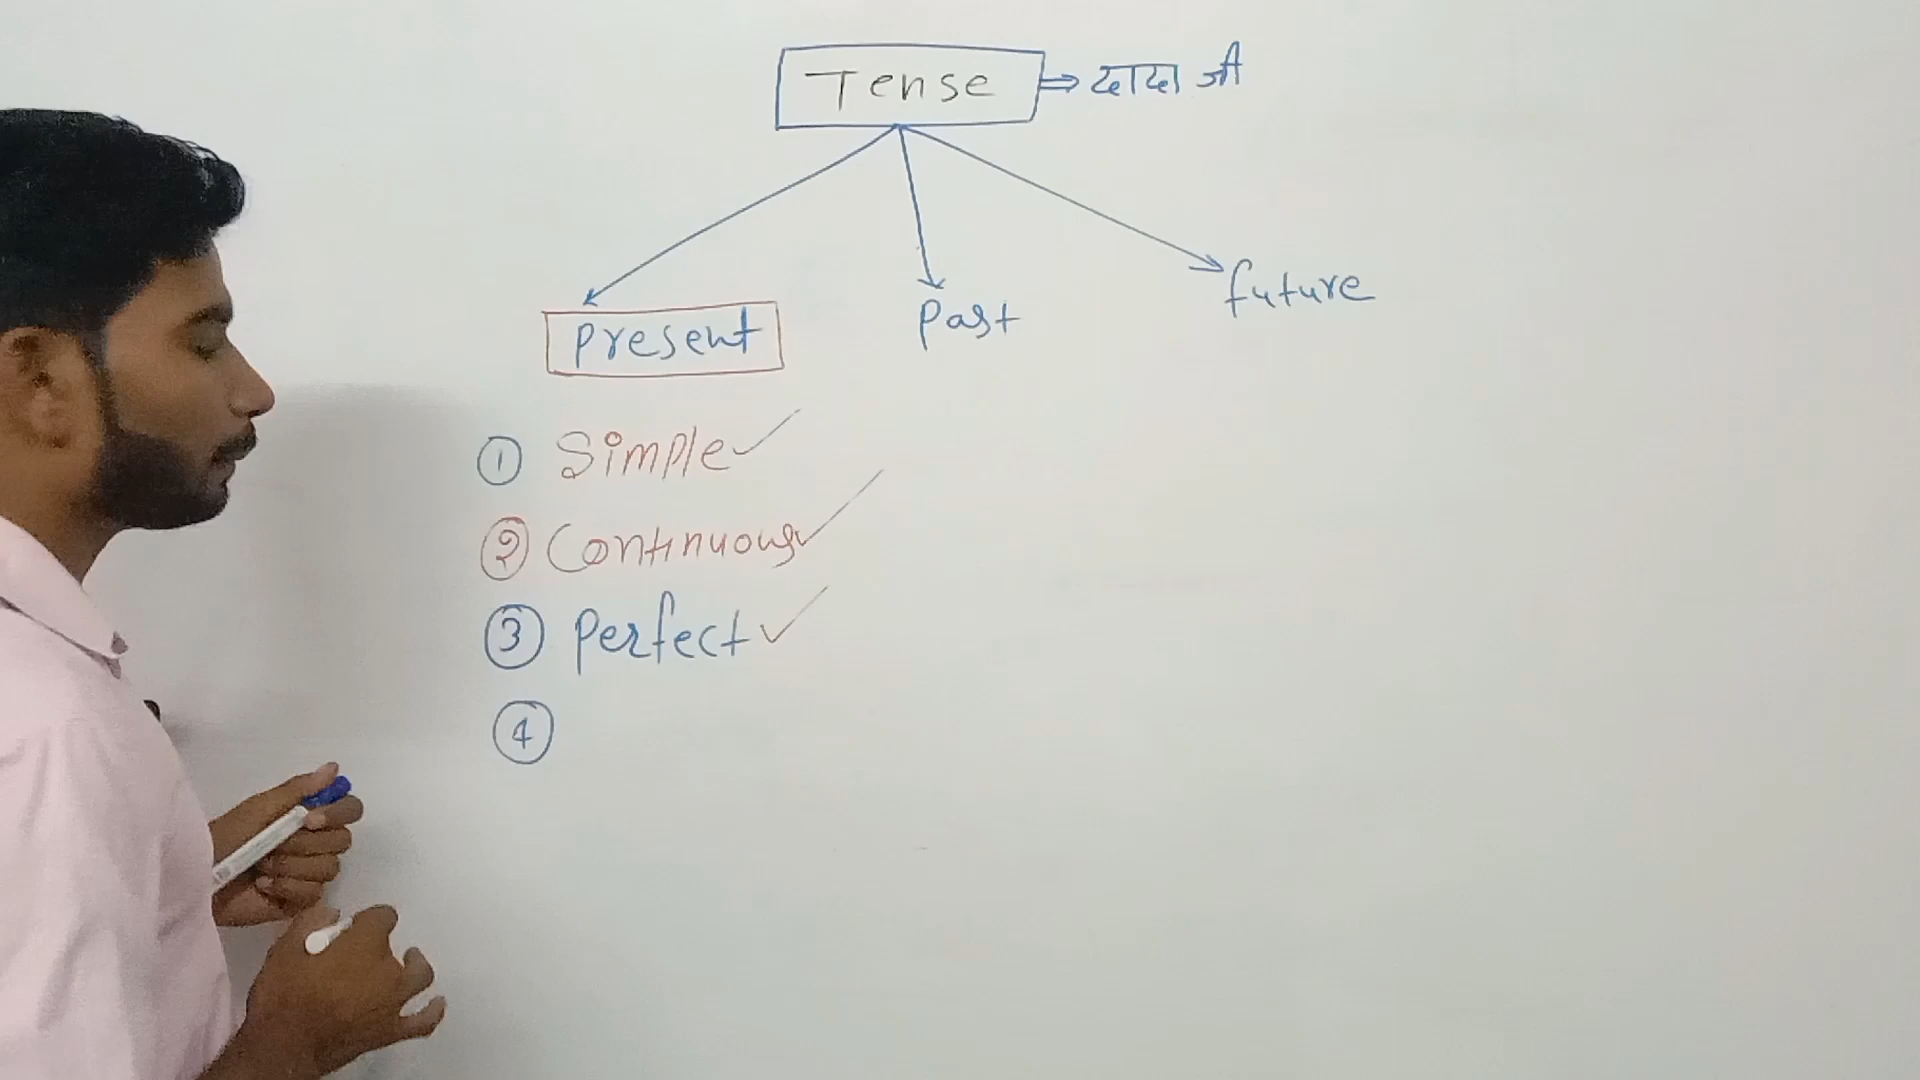 Tense ⇒ दादा जी
Present Past future
① Simple ✓
② Continuous ✓
③ Perfect ✓
④